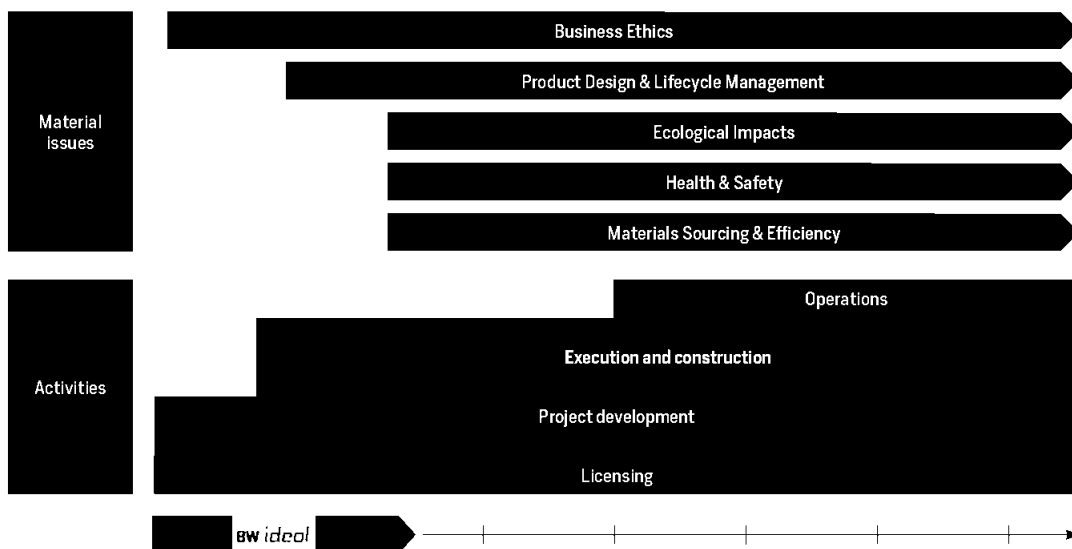 Business Ethics
Product Design & Lifecycle Management
Material
issues
Ecological Impacts
Health & Safety
Materials Sourcing & Efficiency
Operations
Execution and construction
Activities
Project development
Licensing
BW ideol